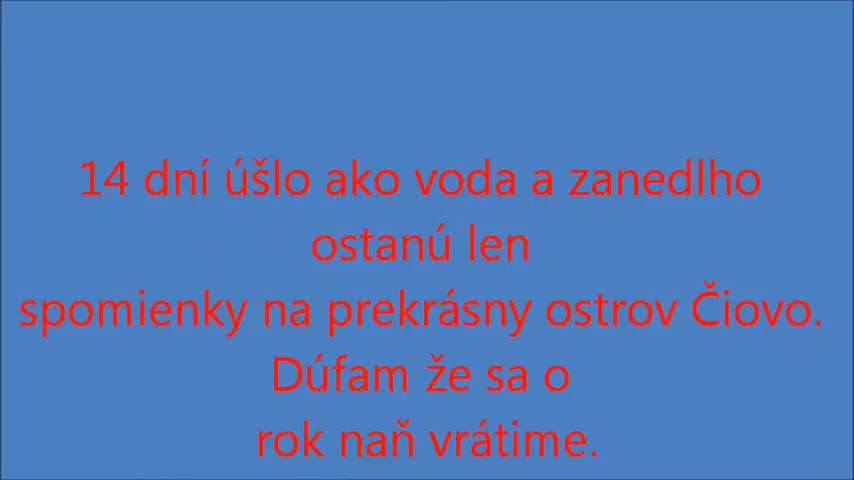 14 dní úšlo ako voda a zanedlho
ostanú len
spomienky na prekrásny ostrov Čiovo.
Dúfam že sa o
rok naň vrátime.